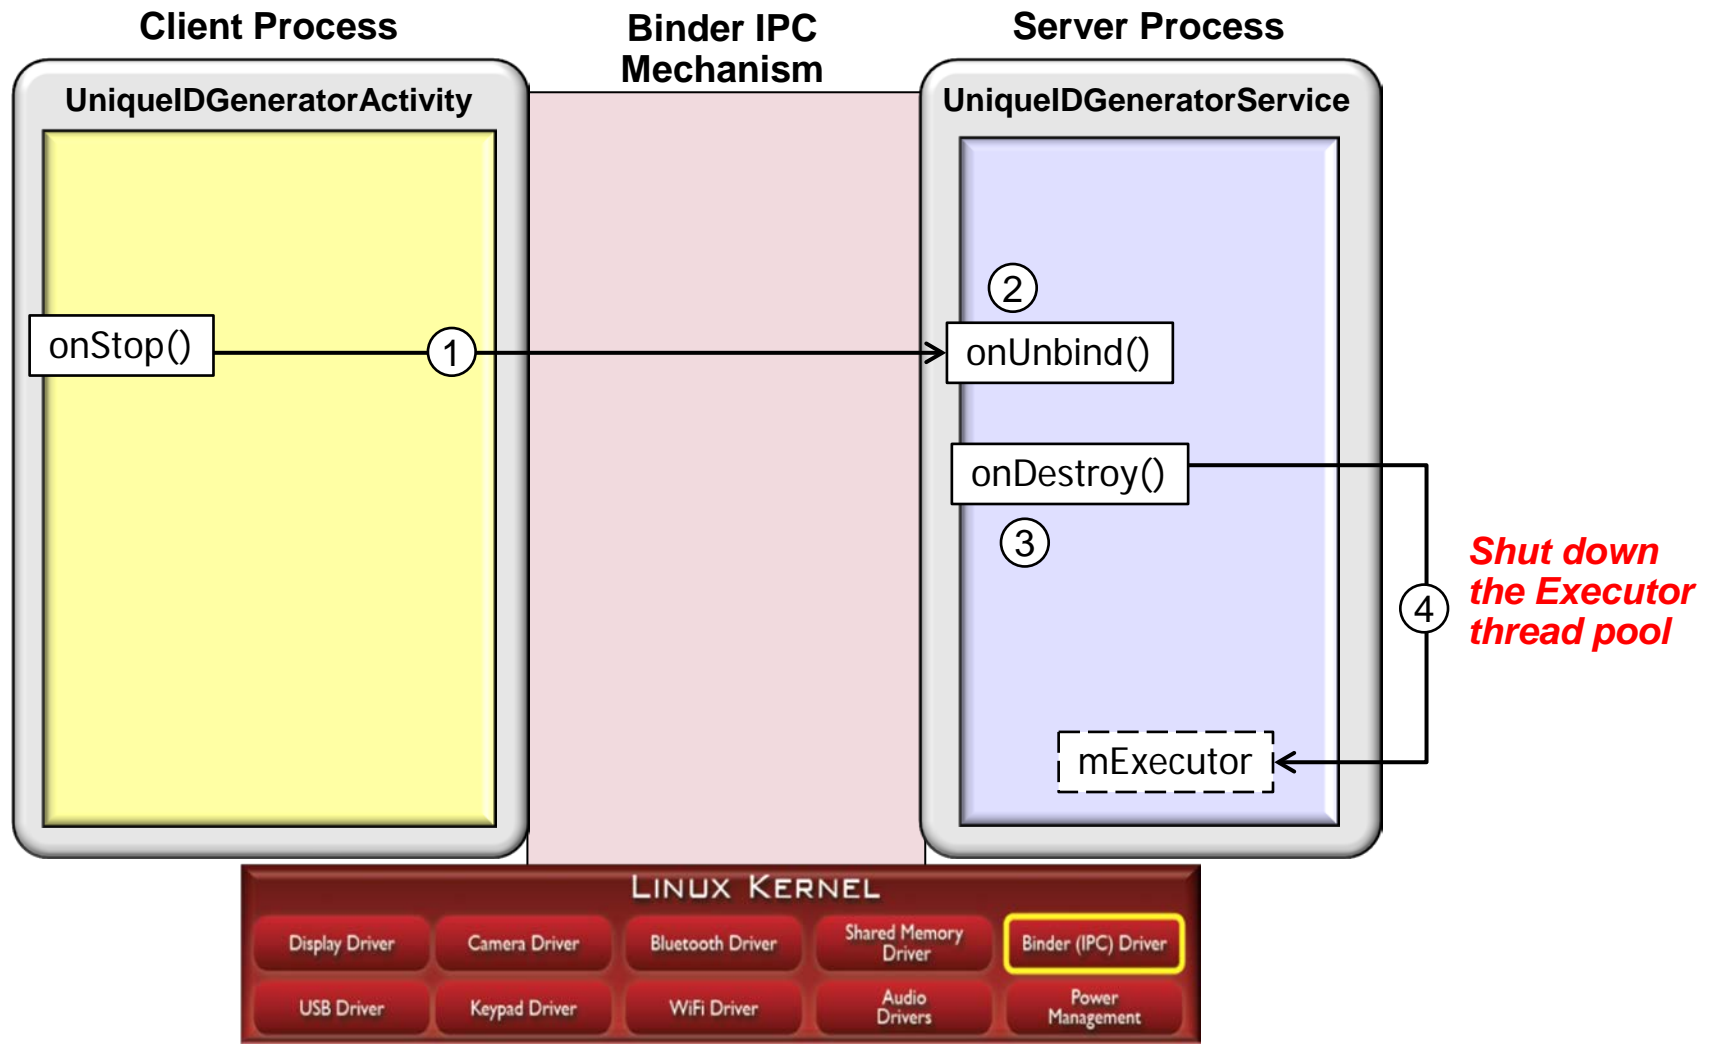 Client Process
Binder IPC
Mechanism
Server Process
UniqueIDGeneratorActivity
UniqueIDGeneratorService
2
onStop()
1
onUnbind()
onDestroy()
3
4
Shut down
the Executor
thread pool
mExecutor
LINUX KERNEL
Display Driver
Camera Driver
Bluetooth Driver
Shared Memory
Driver
Binder (IPC) Driver
USB Driver
Keypad Driver
WiFi Driver
Audio
Drivers
Power
Management